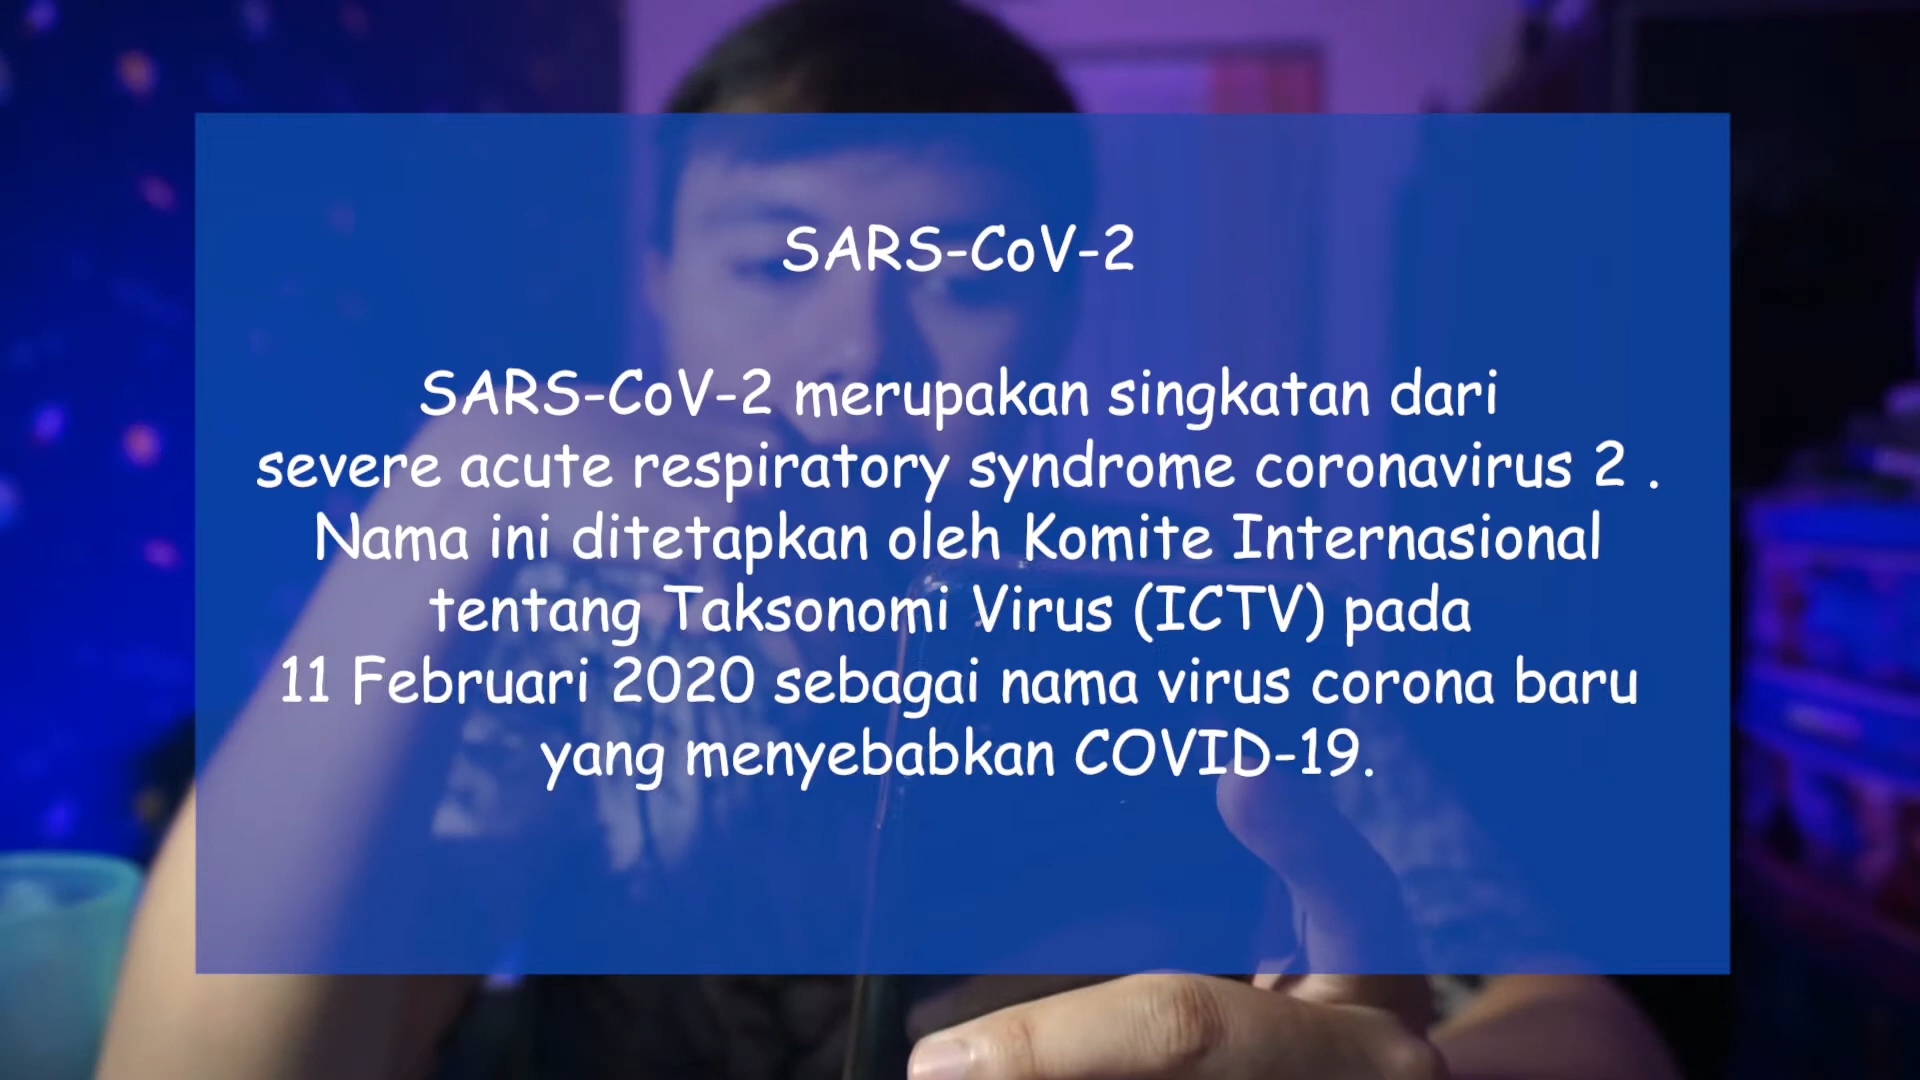 SARS-CoV-2
SARS-CoV-2 merupakan singkatan dari
severe acute respiratory syndrome coronavirus 2 .
Nama ini ditetapkan oleh Komite Internasional
tentang Taksonomi Virus (ICTV) pada
11 Februari 2020 sebagai nama virus corona baru
yang menyebabkan COVID-19.